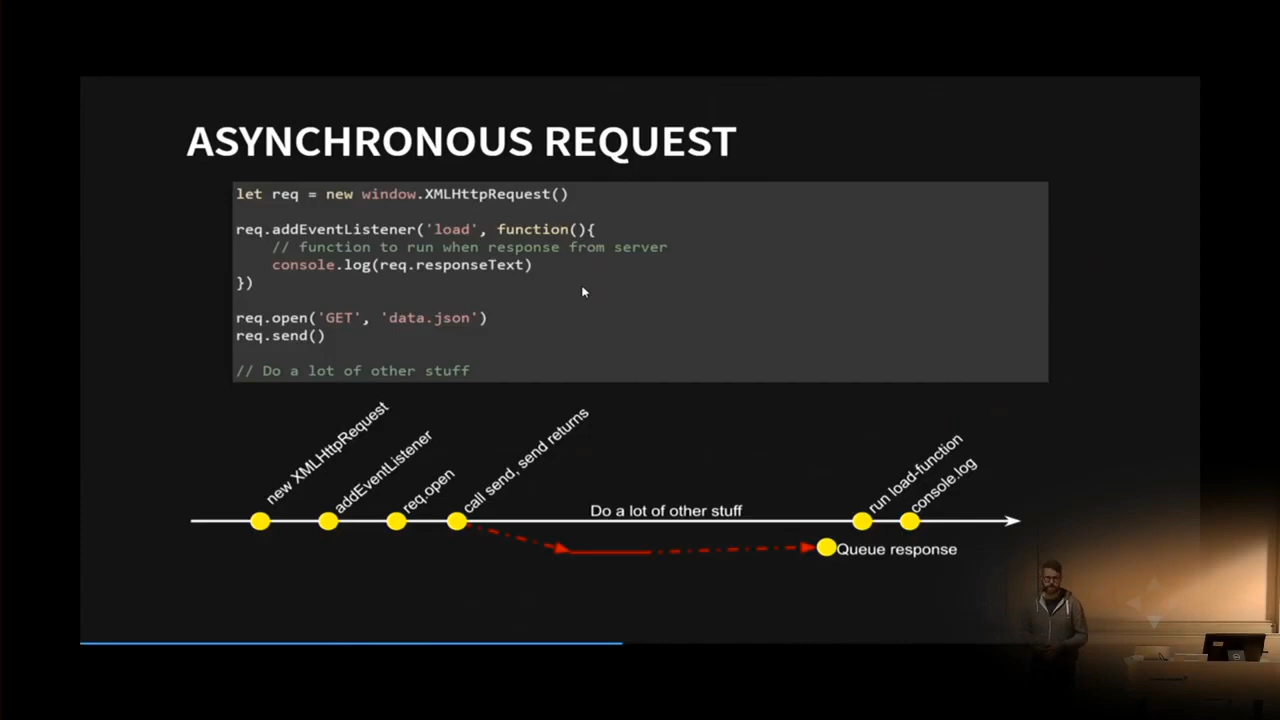 ASYNCHRONOUS REQUEST
let req = new window.XMLHttpRequest()
req.addEventListener('load', function(){
// function to run when response from server
console.log(req.responseText)
})
req.open('GET', 'data.json')
req.send()
// Do a lot of other stuff
new XMLHttpRequest
addEventListener
req.open
call send, send returns
Do a lot of other stuff
run load-function
console.log
Queue response